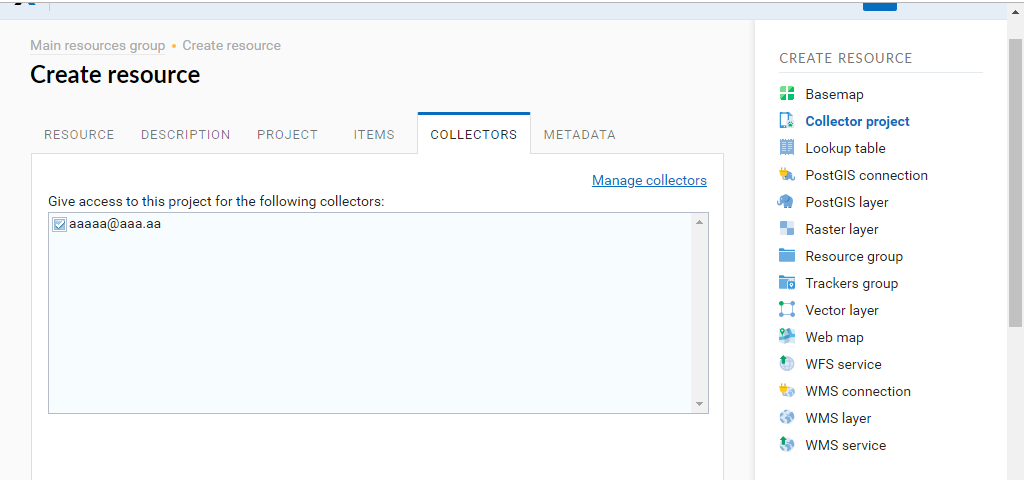 Main resources group • Create resource
Create resource
RESOURCE DESCRIPTION PROJECT ITEMS COLLECTORS METADATA
Manage collectors
Give access to this project for the following collectors:
aaaaa@aaa.aa
CREATE RESOURCE
Basemap
Collector project
Lookup table
PostGIS connection
PostGIS layer
Raster layer
Resource group
Trackers group
Vector layer
Web map
WFS service
WMS connection
WMS layer
WMS service